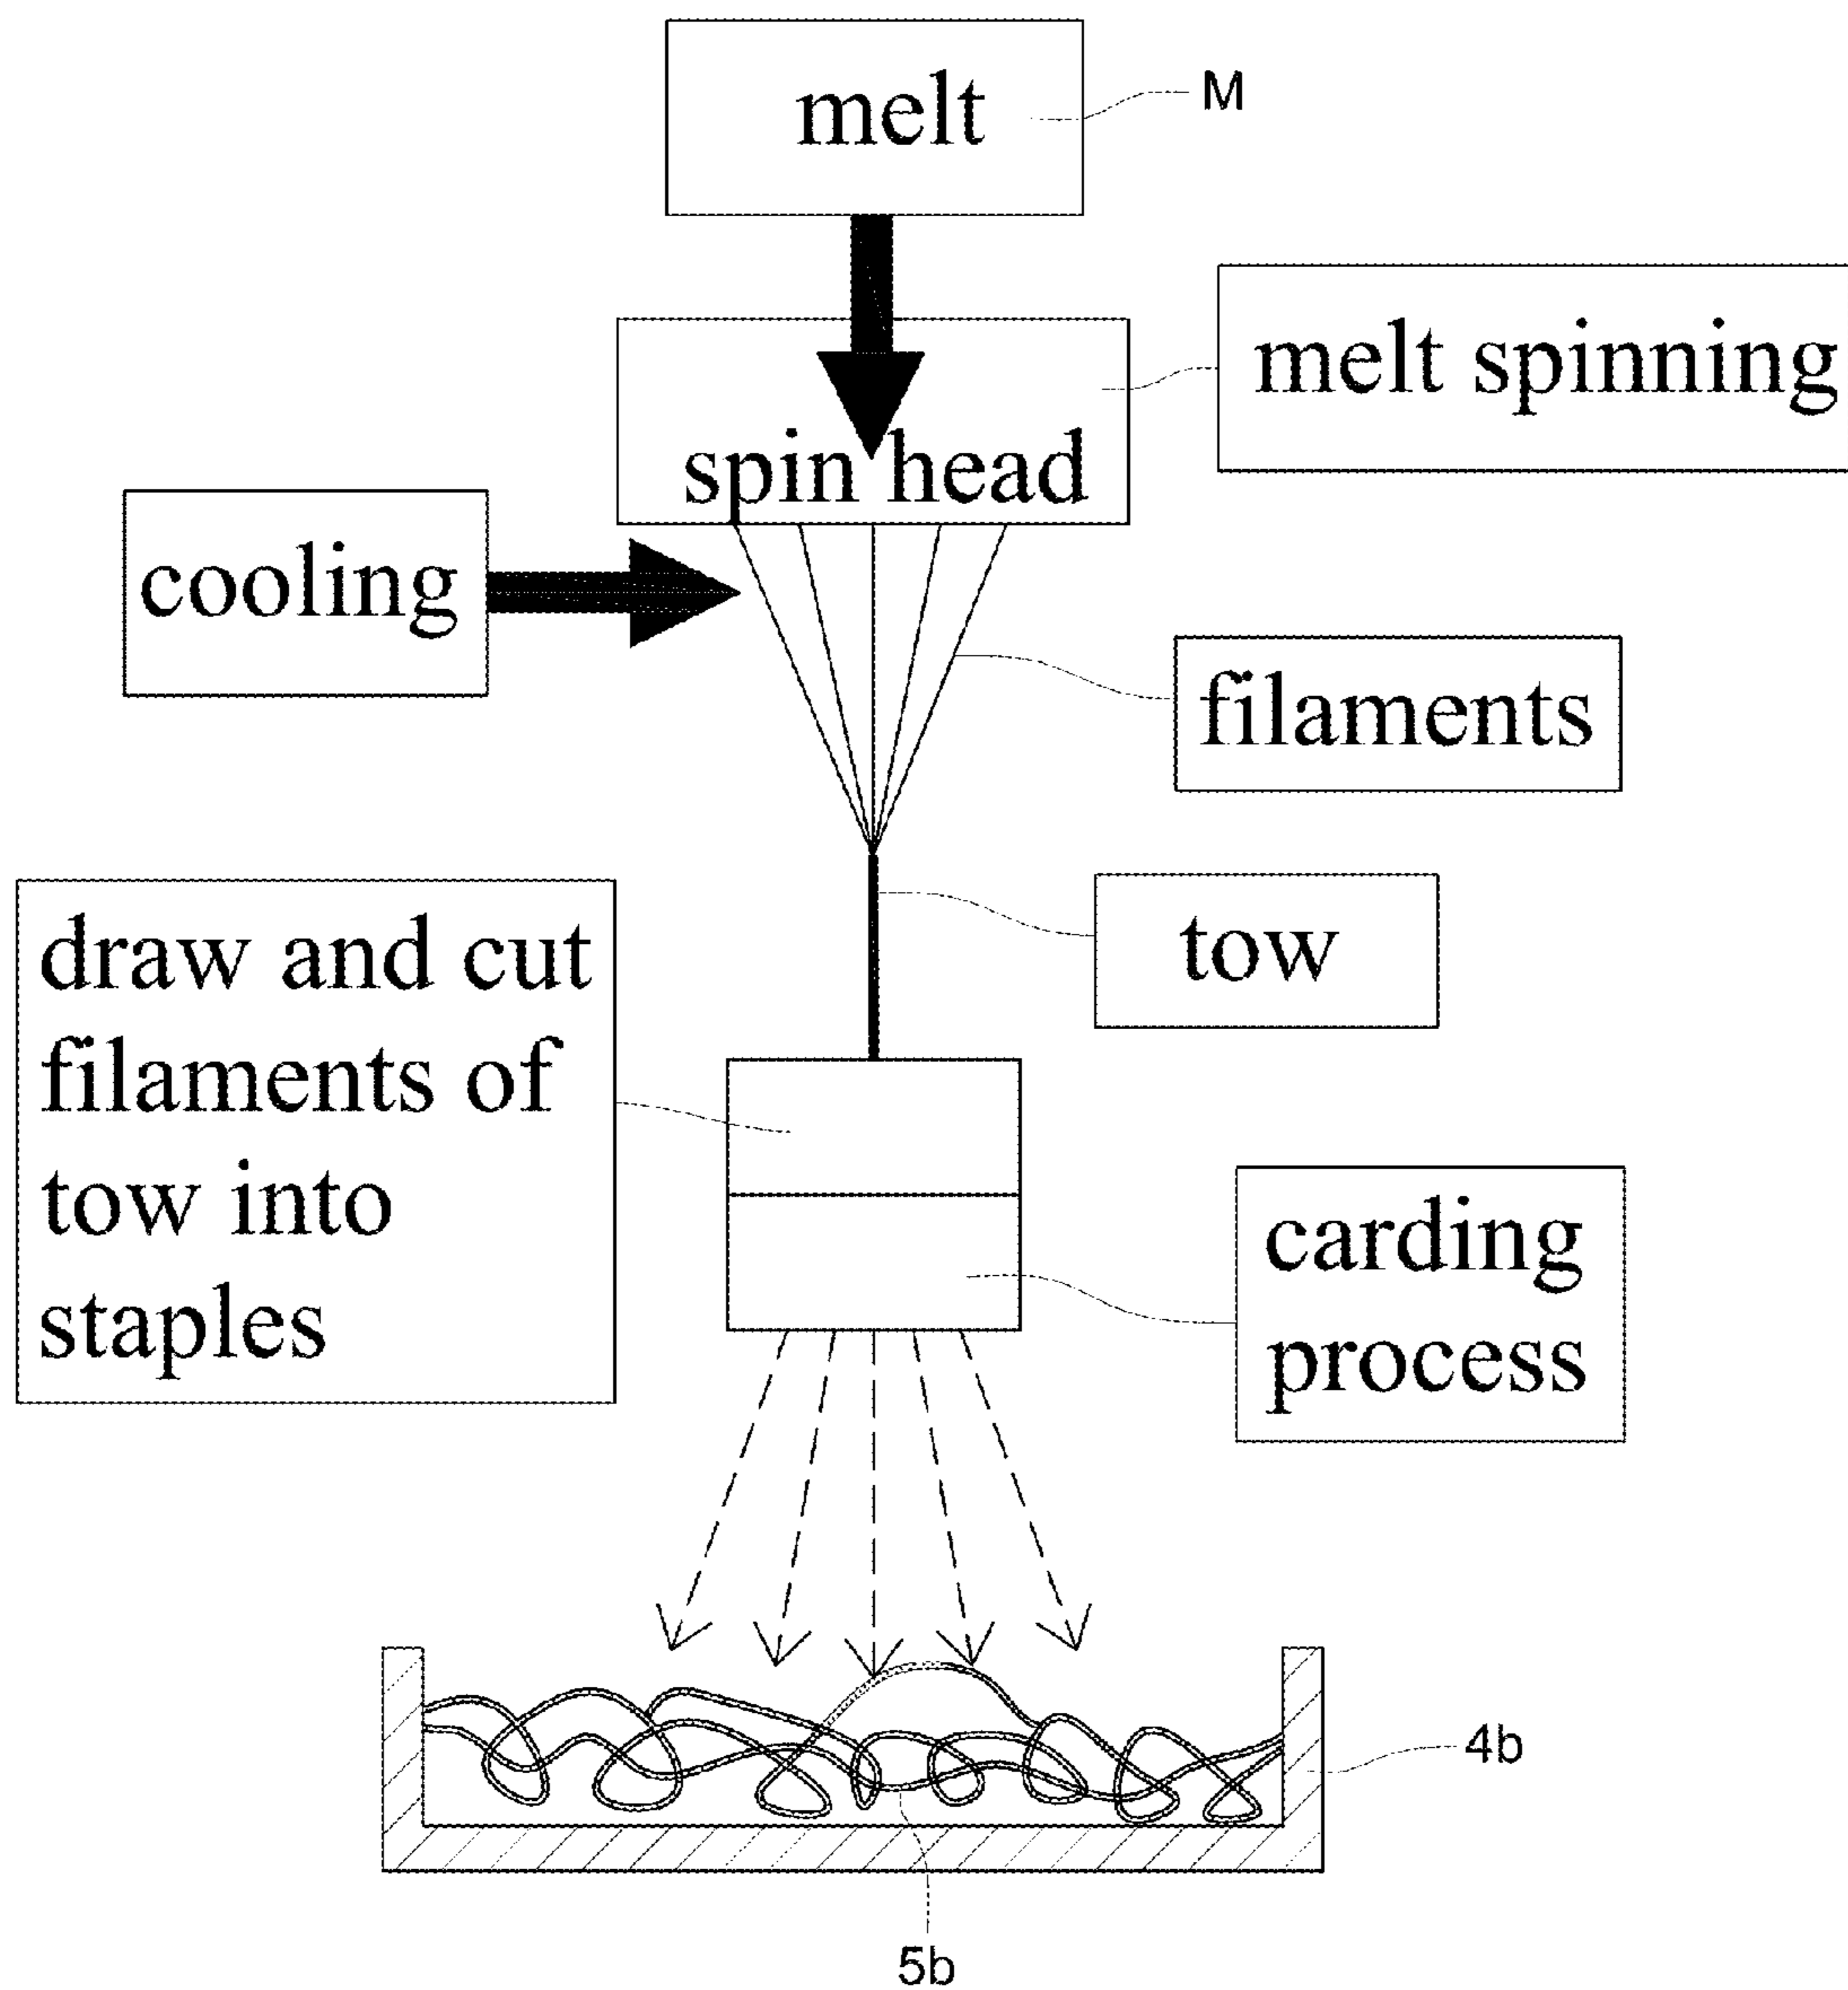 melt
M
melt spinning
spin head
cooling
filaments
tow
draw and cut
filaments of
tow into
staples
carding
process
4b
5b